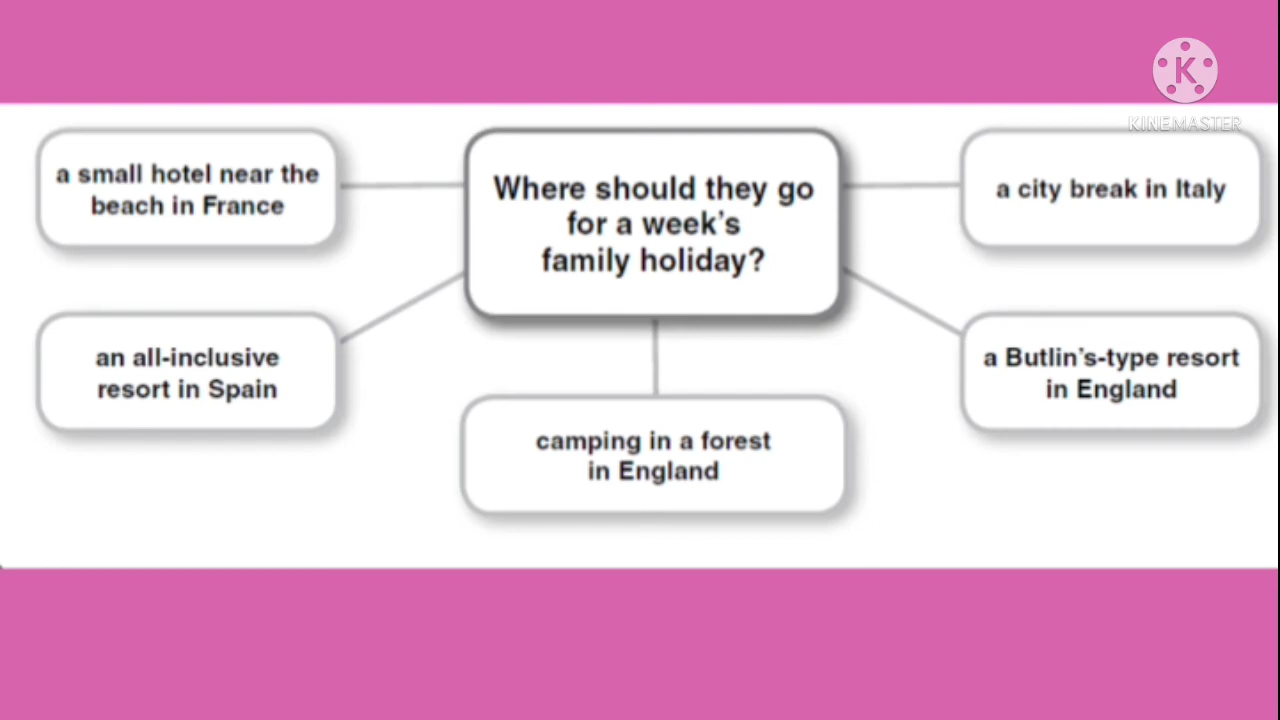 K
KINEMASTER
a small hotel near the
beach in France
Where should they go
for a week's
family holiday?
a city break in Italy
an all-inclusive
resort in Spain
a Butlin's-type resort
in England
camping in a forest
in England